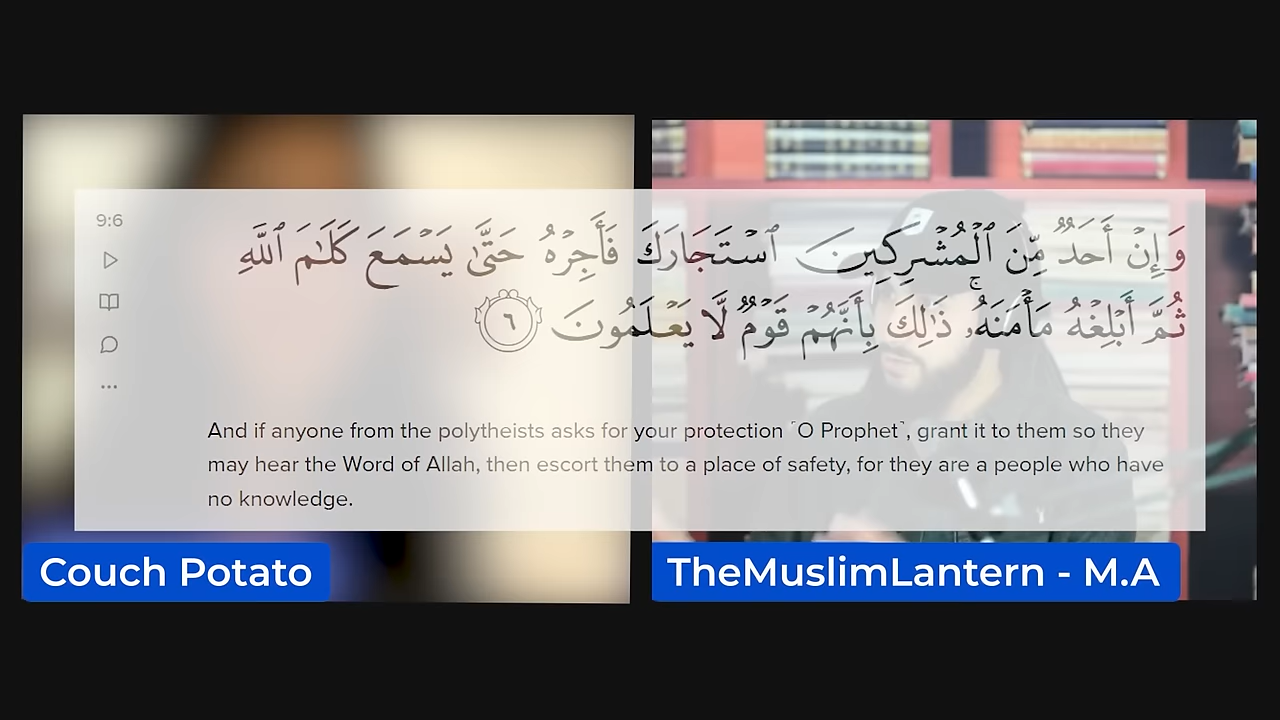 9:6
وَإِنْ أَحَدٌ مِّنَ ٱلْمُشْرِكِينَ ٱسْتَجَارَكَ فَأَجِرْهُ حَتَّىٰ يَسْمَعَ كَلَـٰمَ ٱللَّهِ
ثُمَّ أَبْلِغْهُ مَأْمَنَهُۥ ۚ ذَٰلِكَ بِأَنَّهُمْ قَوْمٌ لَّا يَعْلَمُونَ ٦
And if anyone from the polytheists asks for your protection ˹O Prophet˺, grant it to them so they
may hear the Word of Allah, then escort them to a place of safety, for they are a people who have
no knowledge.
Couch Potato
TheMuslimLantern - M.A